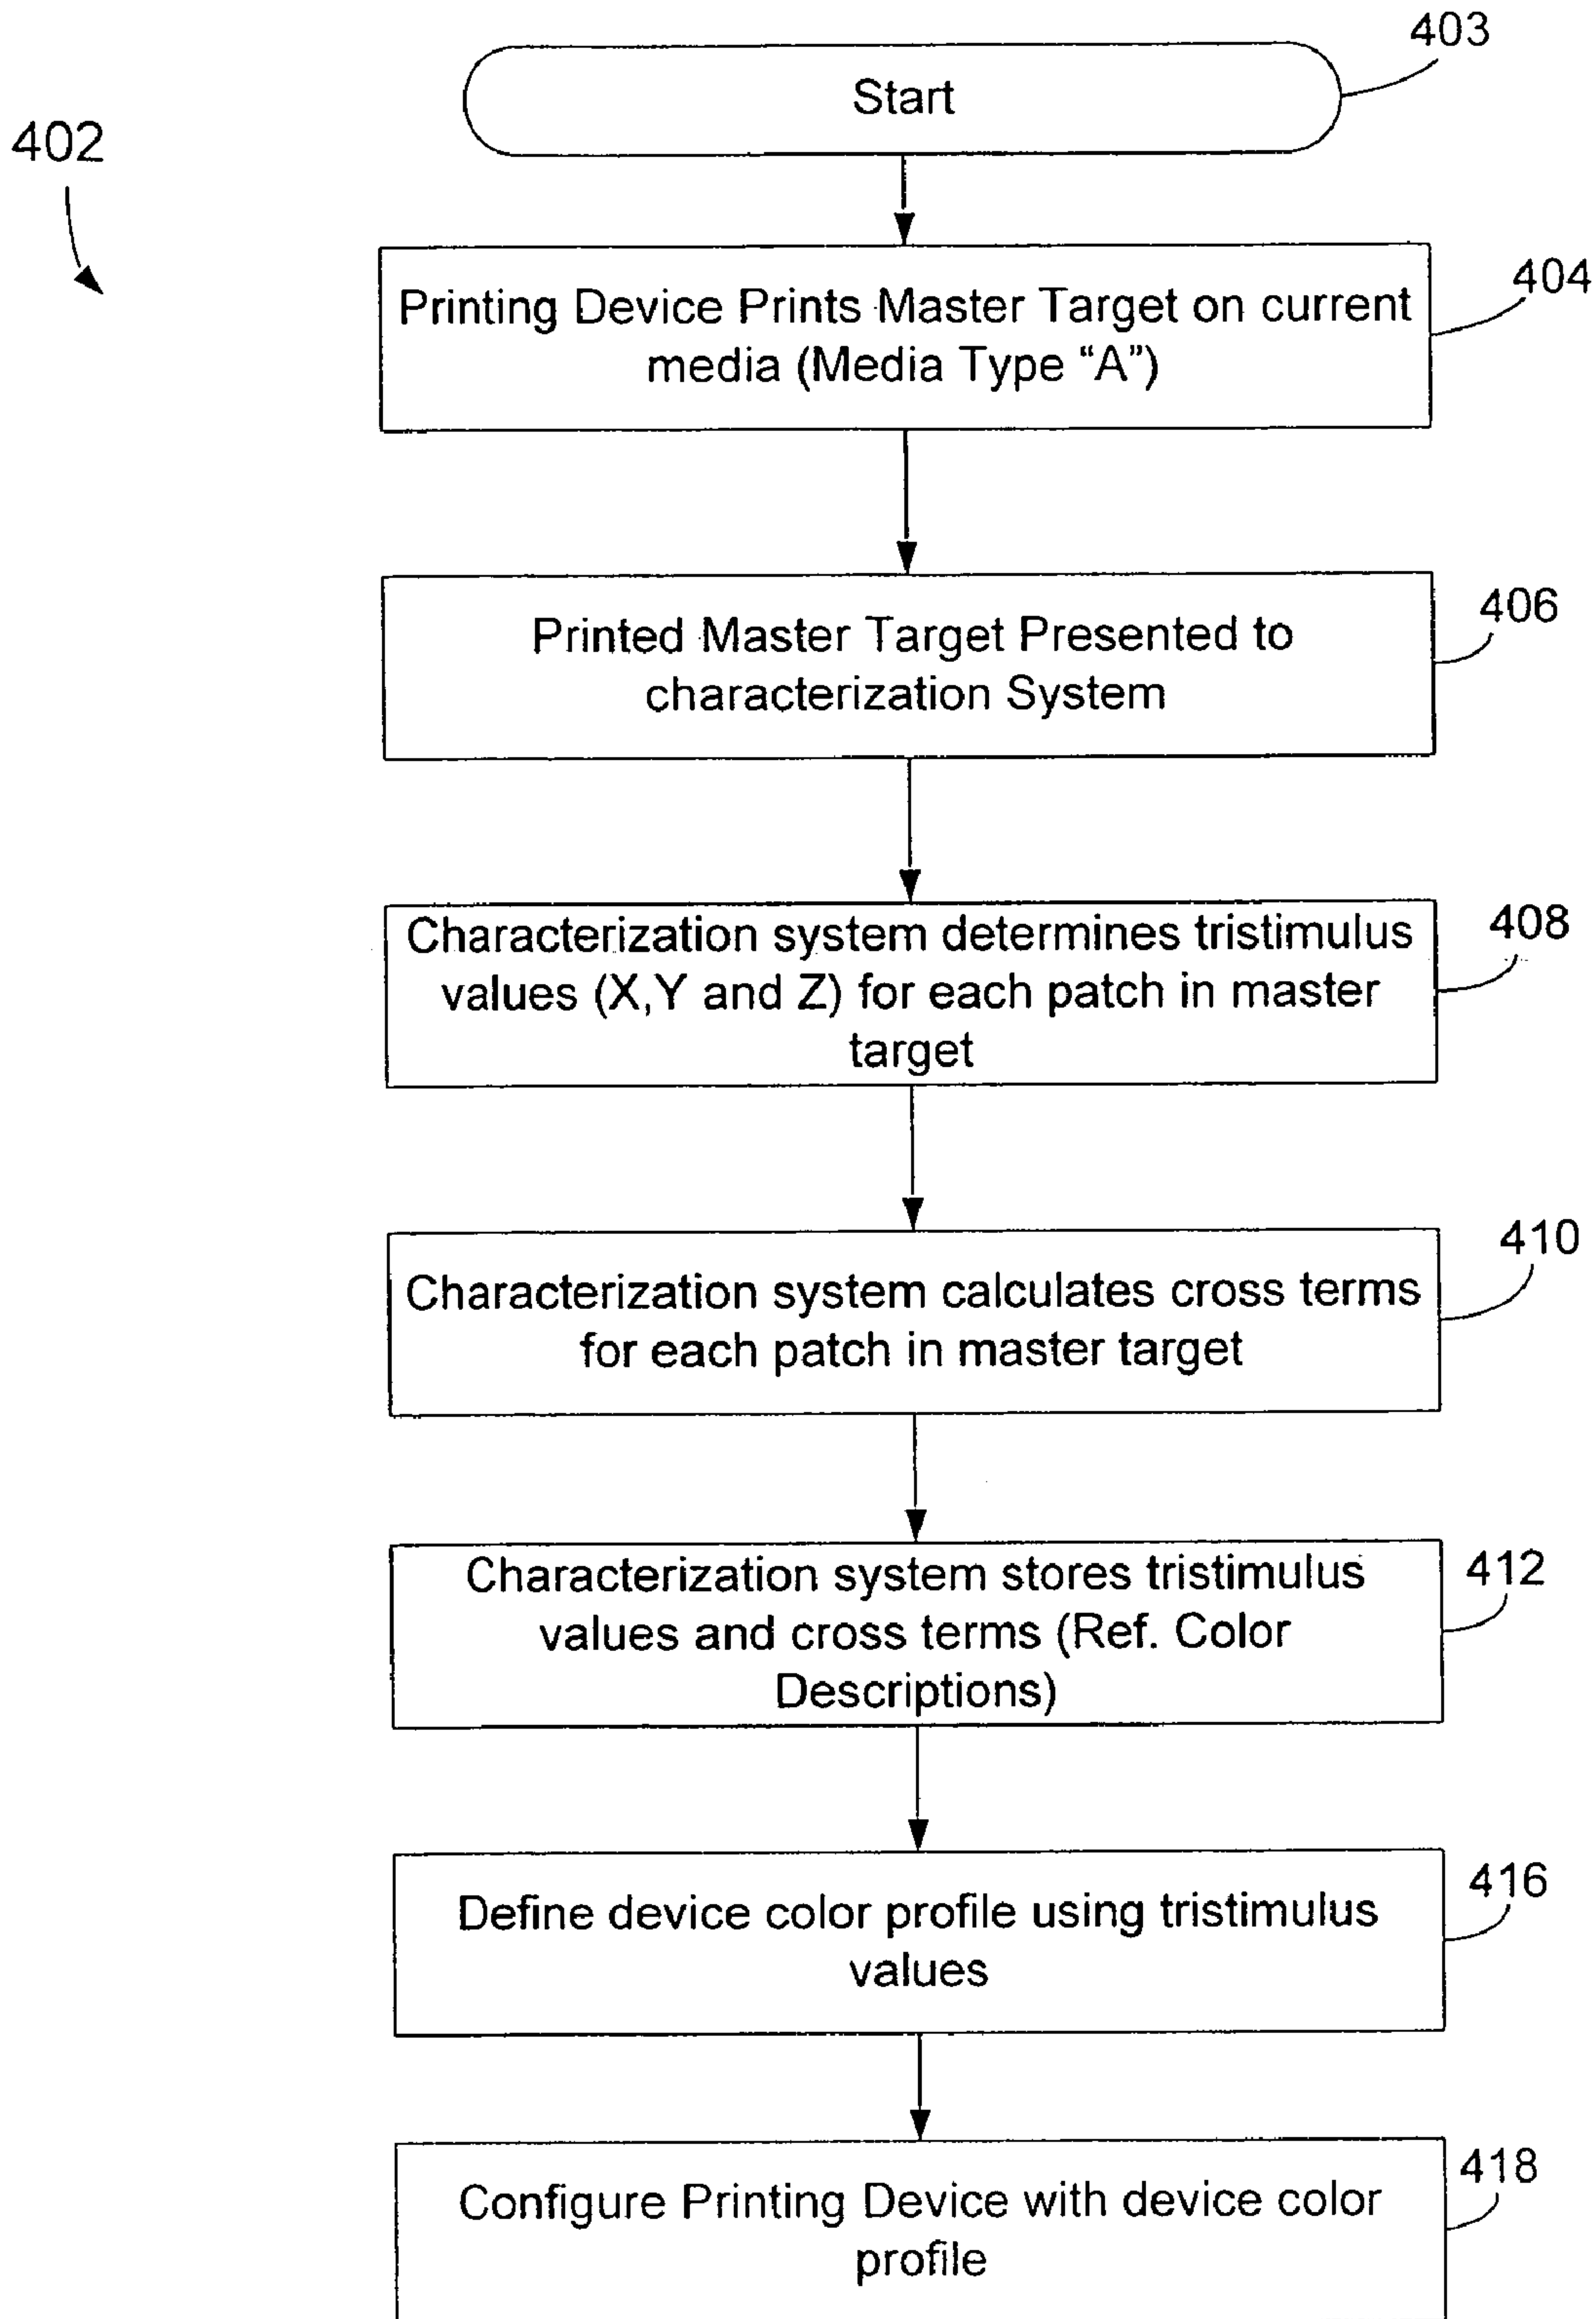 403
Start
402
404
Printing Device Prints Master Target on current
media (Media Type “A”)
406
Printed Master Target Presented to
characterization System
408
Characterization system determines tristimulus
values (X,Y and Z) for each patch in master
target
410
Characterization system calculates cross terms
for each patch in master target
412
Characterization system stores tristimulus
values and cross terms (Ref. Color
Descriptions)
416
Define device color profile using tristimulus
values
418
Configure Printing Device with device color
profile